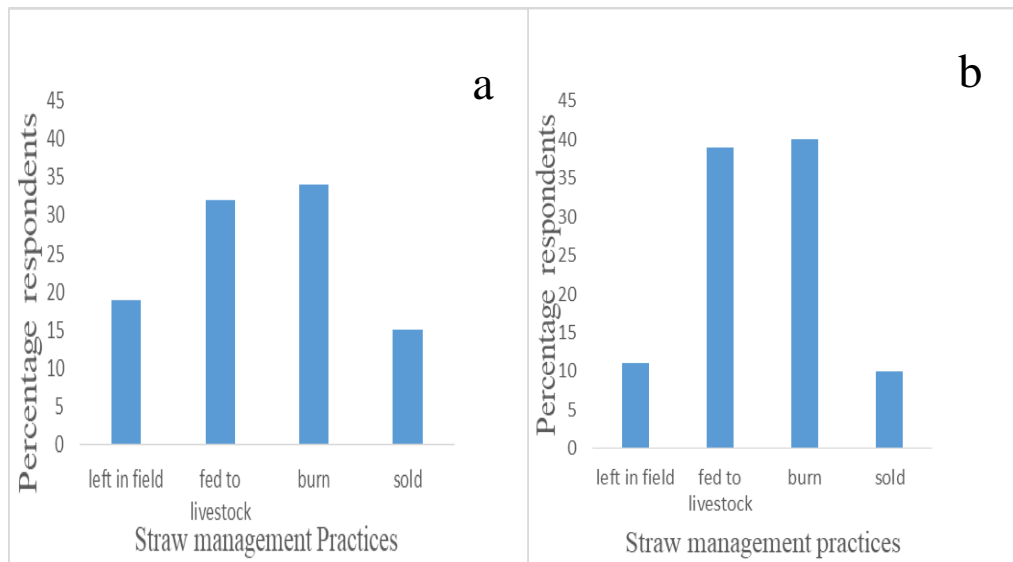 a
Percentage respondents
45
40
35
30
25
20
15
10
5
0
left in field fed to burn sold
livestock
Straw management Practices
b
Percentage respondents
45
40
35
30
25
20
15
10
5
0
left in field fed to burn sold
livestock
Straw management practices